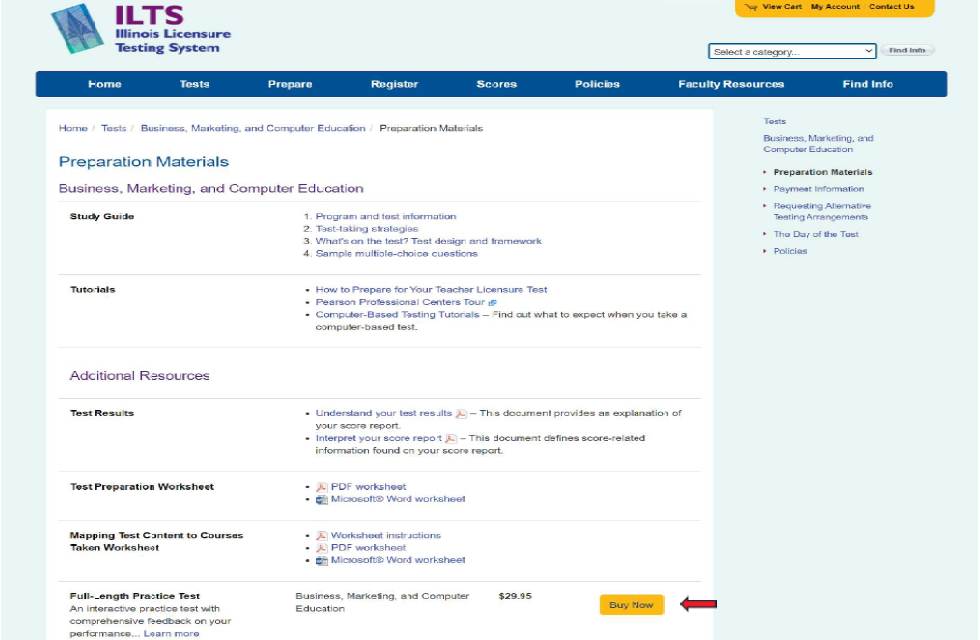 ILTS
Illinois Licensure
Testing System
View Cart My Account Contact Us
Select a category...
Find Info
Home Tests Prepare Register Scores Policies Faculty Resources Find Info
Home / Tests / Business, Marketing, and Computer Education / Preparation Materials
Preparation Materials
Business, Marketing, and Computer Education
Study Guide
1. Program and test information
2. Test-taking strategies
3. What's on the test? Test design and framework
4. Sample multiple-choice questions
Tutorials
• How to Prepare for Your Teacher Licensure Test
• Pearson Professional Centers Tour
• Computer-Based Testing Tutorials – Find out what to expect when you take a
computer-based test.
Additional Resources
Test Results
• Understand your test results – This document provides an explanation of
your score report.
• Interpret your score report – This document defines score-related
information found on your score report.
Test Preparation Worksheet
• PDF worksheet
• Microsoft® Word worksheet
Mapping Test Content to Courses
Taken Worksheet
• Worksheet instructions
• PDF worksheet
• Microsoft® Word worksheet
Full-Length Practice Test
An interactive practice test with
comprehensive feedback on your
performance... Learn more
Business, Marketing, and Computer
Education
$29.95
Buy Now
Tests
Business, Marketing, and
Computer Education
Preparation Materials
Payment Information
Requesting Alternative
Testing Arrangements
The Day of the Test
Policies